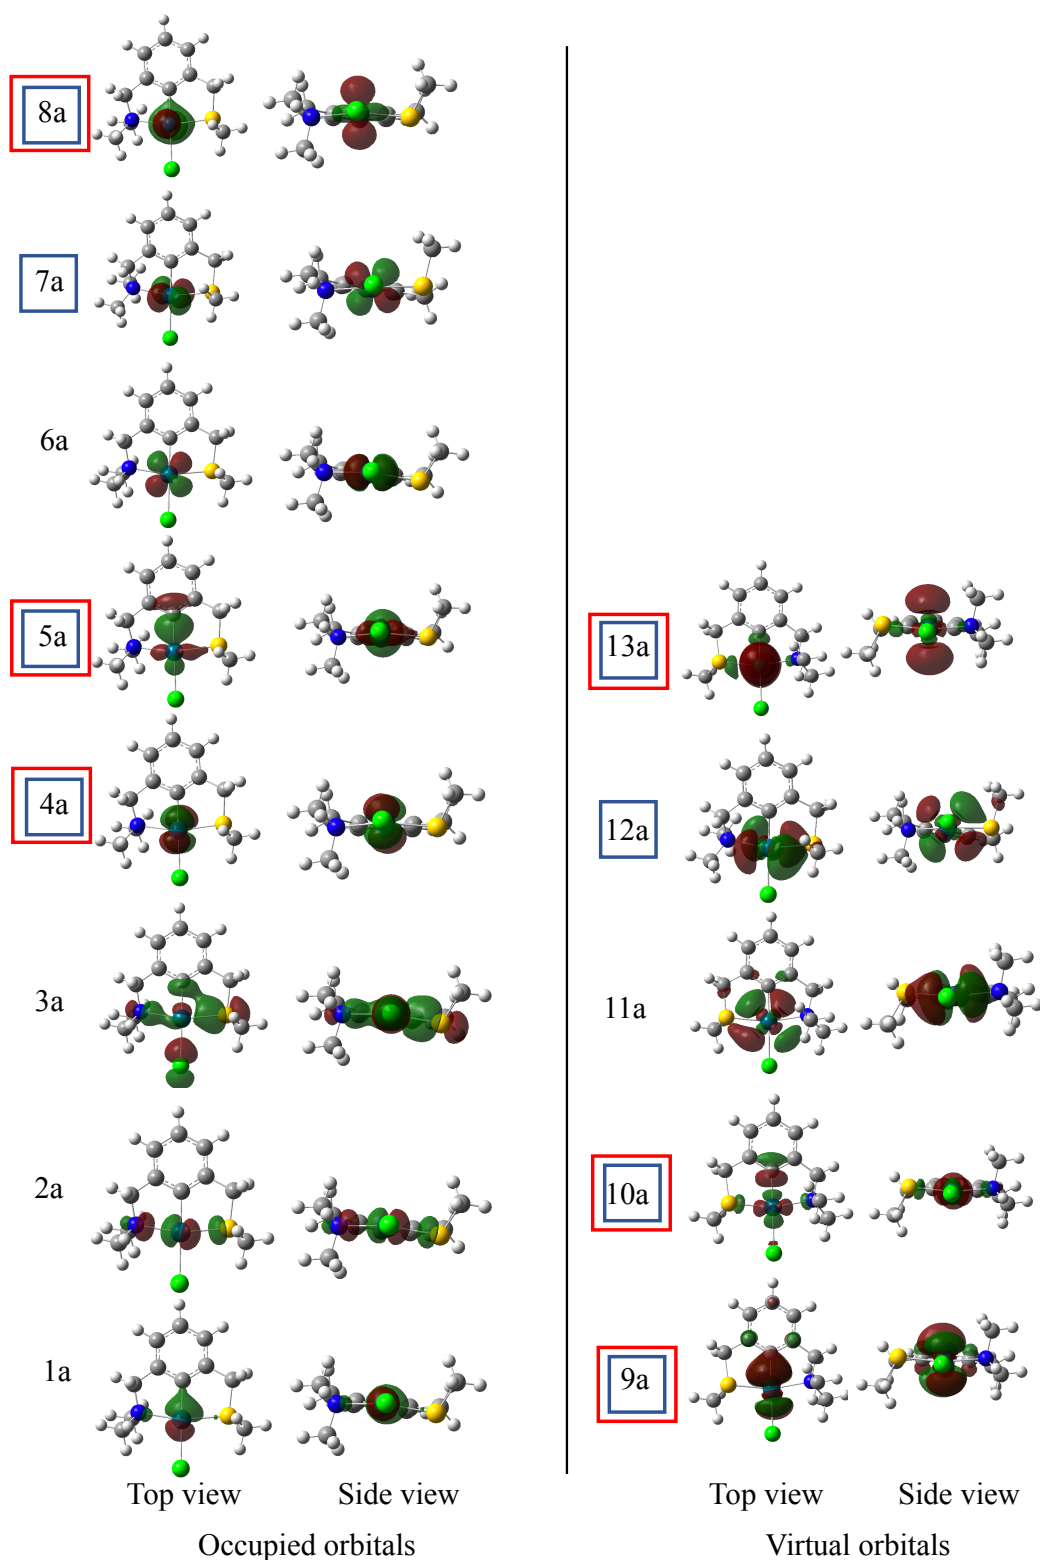 8a
7a
6a
5a
4a
3a
2a
1a
Top view Side view
Occupied orbitals
13a
12a
11a
10a
9a
Top view Side view
Virtual orbitals